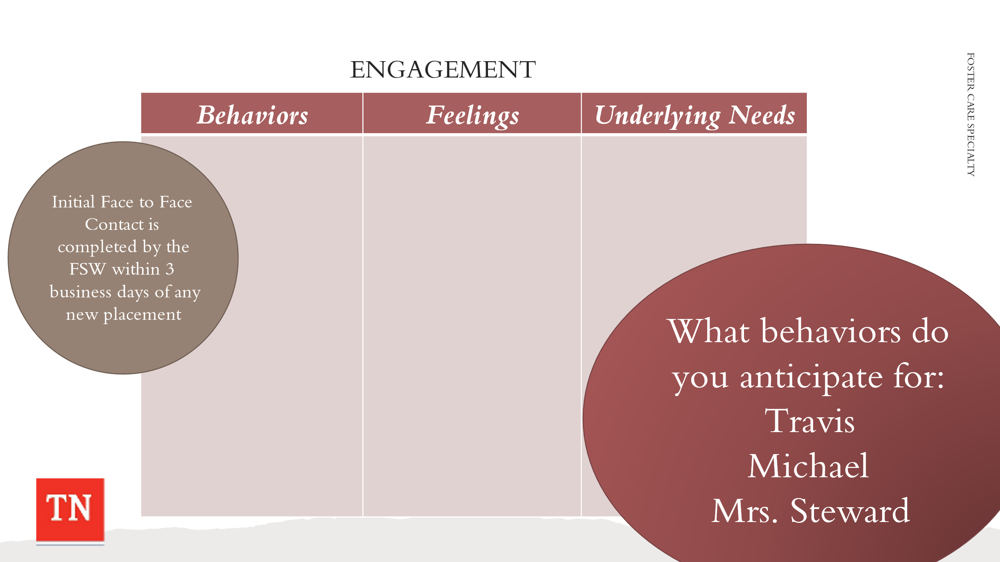 ENGAGEMENT
Behaviors
Feelings
Underlying Needs
Initial Face to Face
Contact is
completed by the
FSW within 3
business days of any
new placement
What behaviors do
you anticipate for:
Travis
Michael
Mrs. Steward
FOSTER CARE SPECIALTY
TN